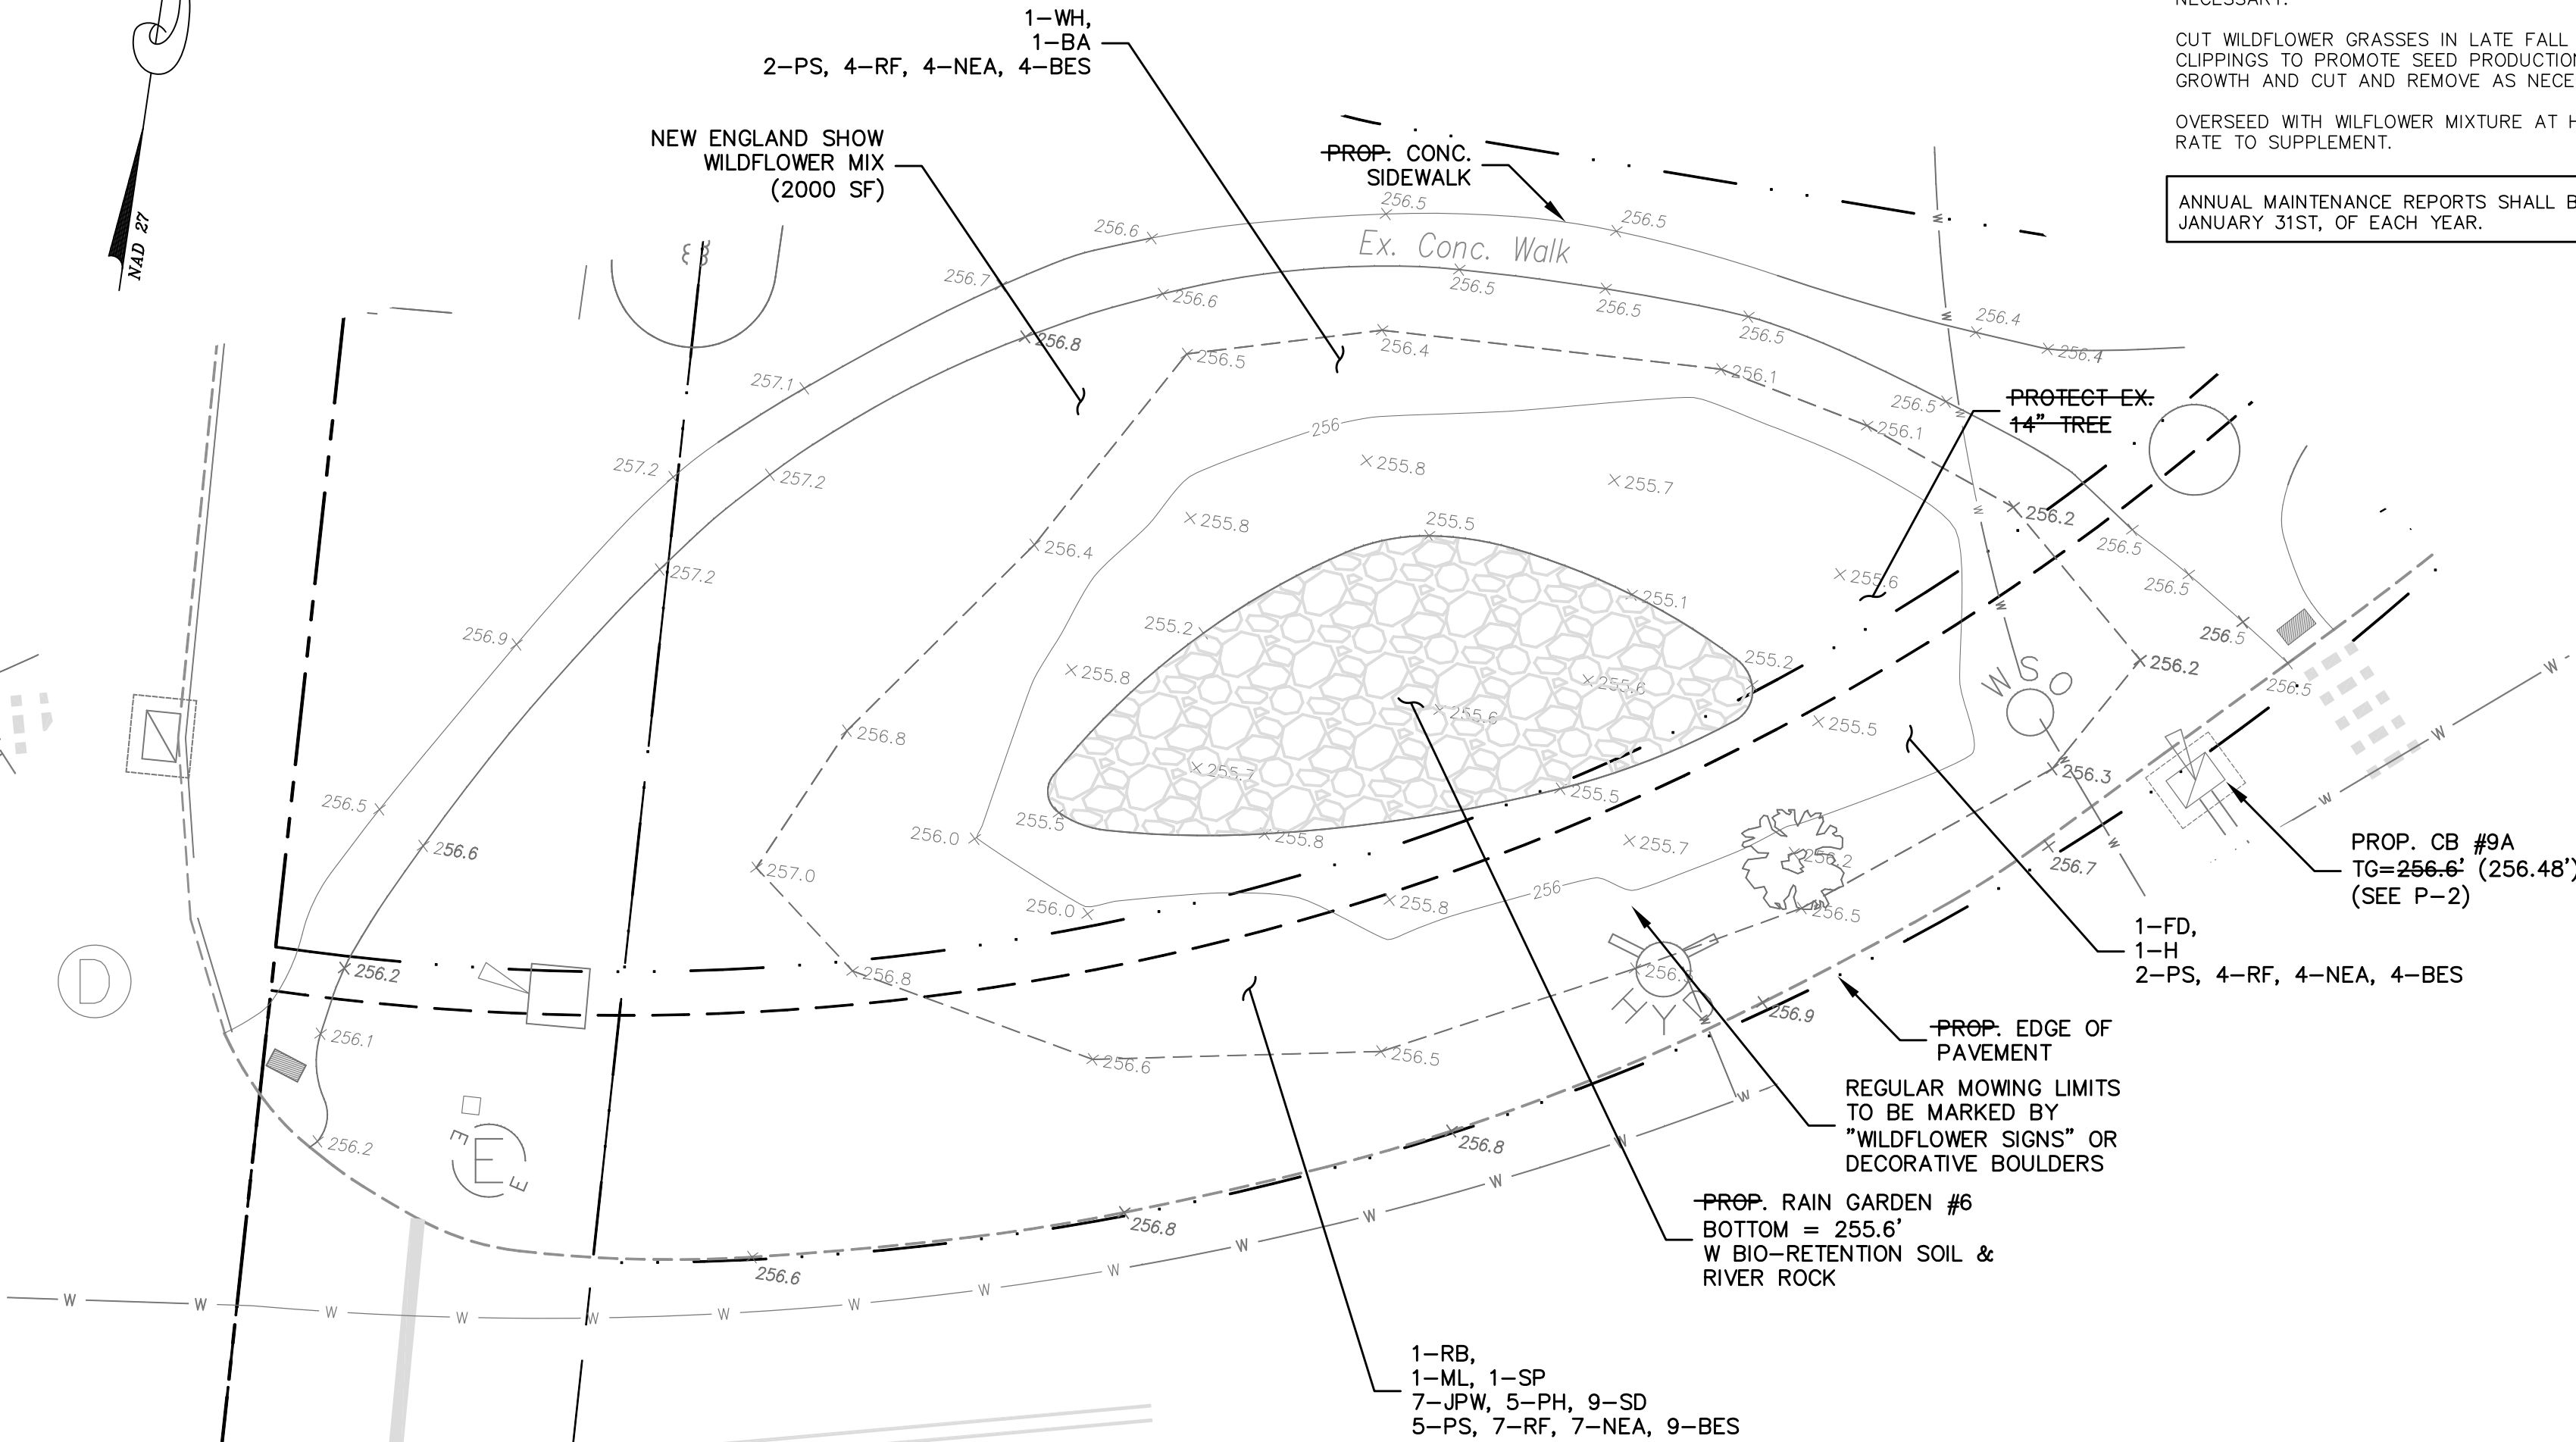 NECESSARY.
CUT WILDFLOWER GRASSES IN LATE FALL
CLIPPINGS TO PROMOTE SEED PRODUCTION
GROWTH AND CUT AND REMOVE AS NECE
OVERSEED WITH WILFLOWER MIXTURE AT H
RATE TO SUPPLEMENT.
ANNUAL MAINTENANCE REPORTS SHALL B
JANUARY 31ST, OF EACH YEAR.
NAD 27
1-WH,
1-BA
2-PS, 4-RF, 4-NEA, 4-BES
NEW ENGLAND SHOW
WILDFLOWER MIX
(2000 SF)
PROP. CONC.
SIDEWALK
Ex. Conc. Walk
256.5
256.5
256.6
256.7
256.6
256.5
256.5
256.5
256.4
256.4
256.8
257.1
256.5
256.4
256.1
256.5
256.1
PROTECT EX.
14" TREE
256
257.2
257.2
255.8
255.7
255.8
255.5
256.2
256.5
256.4
257.2
255.6
256.5
255.1
256.9
255.2
256.5
255.2
256.2
255.8
255.6
256.5
255.6
WSO
256.8
255.5
255.7
256.3
256.5
255.5
255.5
256.0
255.8
255.7
256.2
256.6
257.0
256.7
256
256.0
255.8
256.5
PROP. CB #9A
TG=256.6' (256.48')
(SEE P-2)
1-FD,
1-H
2-PS, 4-RF, 4-NEA, 4-BES
D
256.2
256.8
HYD
256.9
PROP. EDGE OF
PAVEMENT
256.1
256.6
256.5
REGULAR MOWING LIMITS
TO BE MARKED BY
"WILDFLOWER SIGNS" OR
DECORATIVE BOULDERS
E
E
E
256.2
256.8
256.8
256.6
PROP. RAIN GARDEN #6
BOTTOM = 255.6'
W BIO-RETENTION SOIL &
RIVER ROCK
W W W W W W W W W W W W W W W W W
W W W W W W W
1-RB,
1-ML, 1-SP
7-JPW, 5-PH, 9-SD
5-PS, 7-RF, 7-NEA, 9-BES